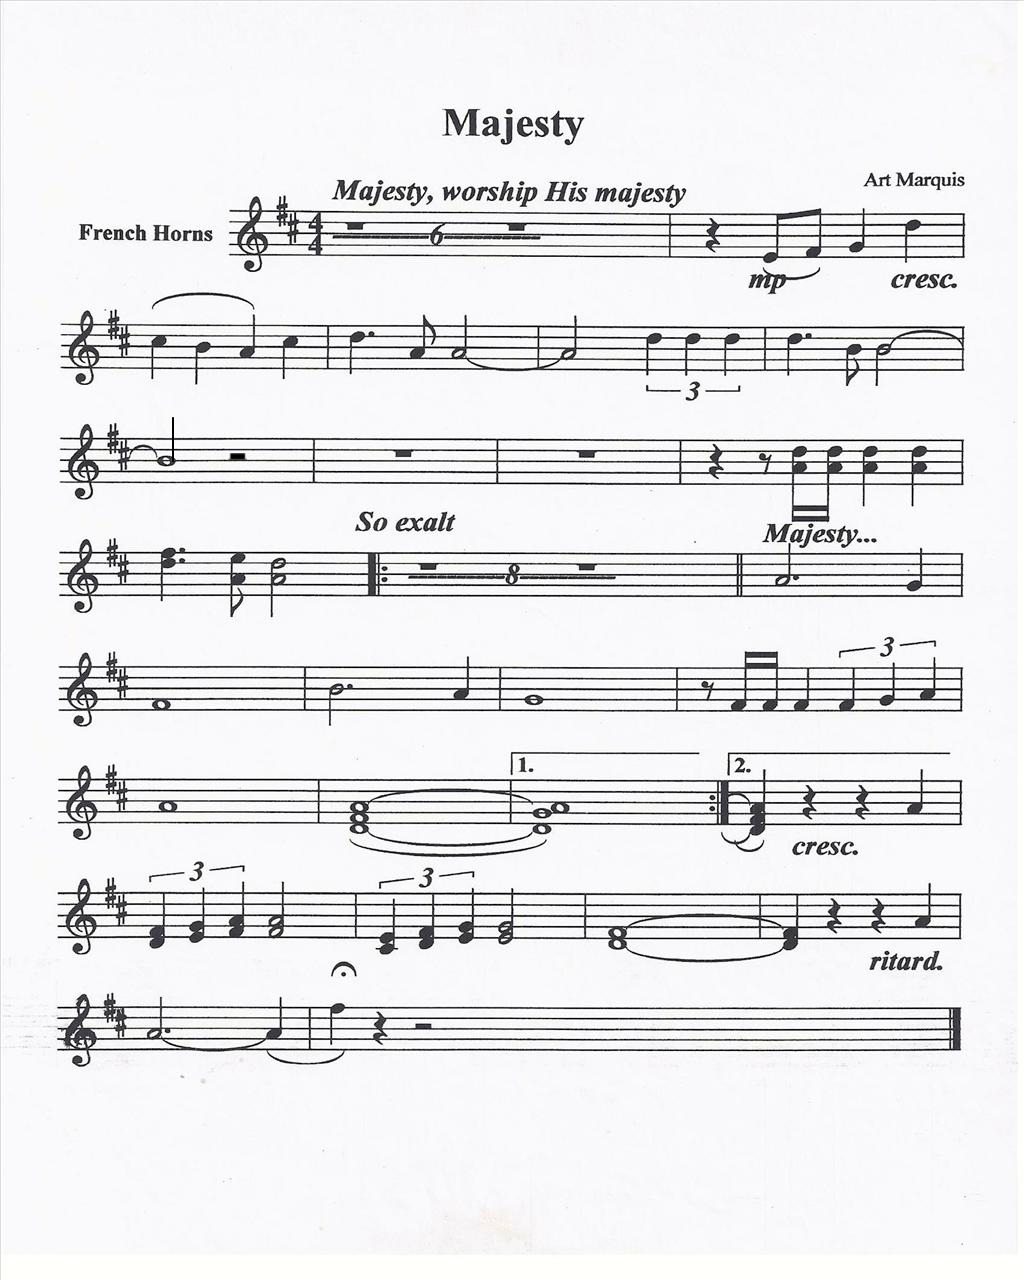 Majesty
Art Marquis
Majesty, worship His majesty
French Horns
4
4
6
mp
cresc.
3
So exalt
8
Majesty...
3
1.
2.
cresc.
3
3
ritard.